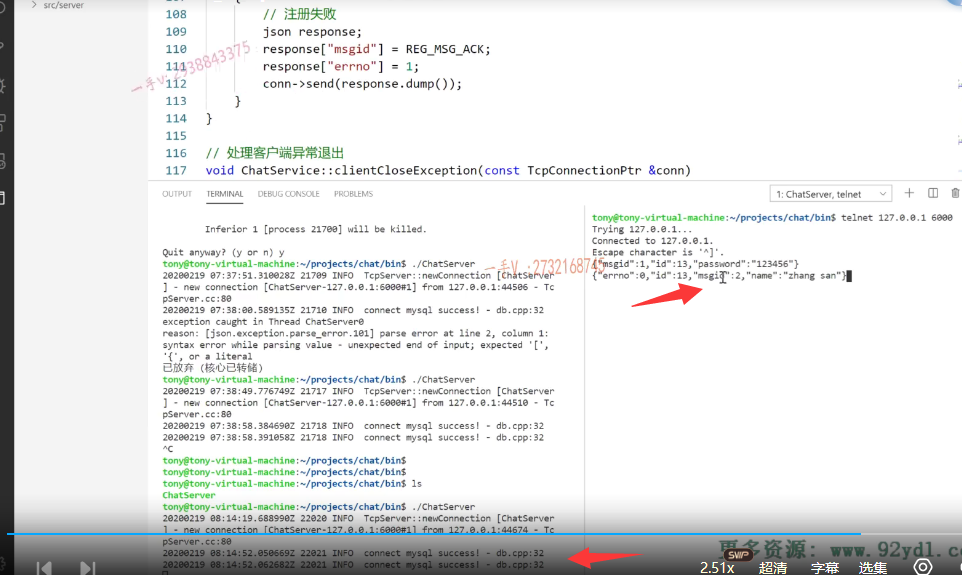 src/server
108 // 注册失败
109 json response;
110 response["msgid"] = REG_MSG_ACK;
111 response["errno"] = 1;
112 conn->send(response.dump());
113 }
114 }
115
116 // 处理客户端异常退出
117 void ChatService::clientCloseException(const TcpConnectionPtr &conn)
一手V:2938843375
OUTPUT TERMINAL DEBUG CONSOLE PROBLEMS 1: ChatServer, telnet
Inferior 1 [process 21700] will be killed.
Quit anyway? (y or n) y
tony@tony-virtual-machine:~/projects/chat/bin$ ./ChatServer
20200219 07:37:51.310028Z 21709 INFO TcpServer::newConnection [ChatServer
] - new connection [ChatServer-127.0.0.1:6000#1] from 127.0.0.1:44506 - Tc
pServer.cc:80
20200219 07:38:00.589135Z 21710 INFO connect mysql success! - db.cpp:32
exception caught in Thread ChatServer0
reason: [json.exception.parse_error.101] parse error at line 2, column 1:
syntax error while parsing value - unexpected end of input; expected '[',
'{', or a literal
已放弃 (核心已转储)
tony@tony-virtual-machine:~/projects/chat/bin$ ./ChatServer
20200219 07:38:49.776749Z 21717 INFO TcpServer::newConnection [ChatServer
] - new connection [ChatServer-127.0.0.1:6000#1] from 127.0.0.1:44510 - Tc
pServer.cc:80
20200219 07:38:58.384690Z 21718 INFO connect mysql success! - db.cpp:32
20200219 07:38:58.391058Z 21718 INFO connect mysql success! - db.cpp:32
^C
tony@tony-virtual-machine:~/projects/chat/bin$
tony@tony-virtual-machine:~/projects/chat/bin$
tony@tony-virtual-machine:~/projects/chat/bin$ ls
ChatServer
tony@tony-virtual-machine:~/projects/chat/bin$ ./ChatServer
20200219 08:14:19.688990Z 22020 INFO TcpServer::newConnection [ChatServer
] - new connection [ChatServer-127.0.0.1:6000#1] from 127.0.0.1:44674 - Tc
pServer.cc:80
20200219 08:14:52.050669Z 22021 INFO connect mysql success! - db.cpp:32
20200219 08:14:52.062682Z 22021 INFO connect mysql success! - db.cpp:32
tony@tony-virtual-machine:~/projects/chat/bin$ telnet 127.0.0.1 6000
Trying 127.0.0.1...
Connected to 127.0.0.1.
Escape character is '^]'.
{"msgid":1,"id":13,"password":"123456"}
{"errno":0,"id":13,"msgid":2,"name":"zhang san"}
一手V:2732168745
更多资源: www.92ydl.c
SVIP
2.51x 超清 字幕 选集